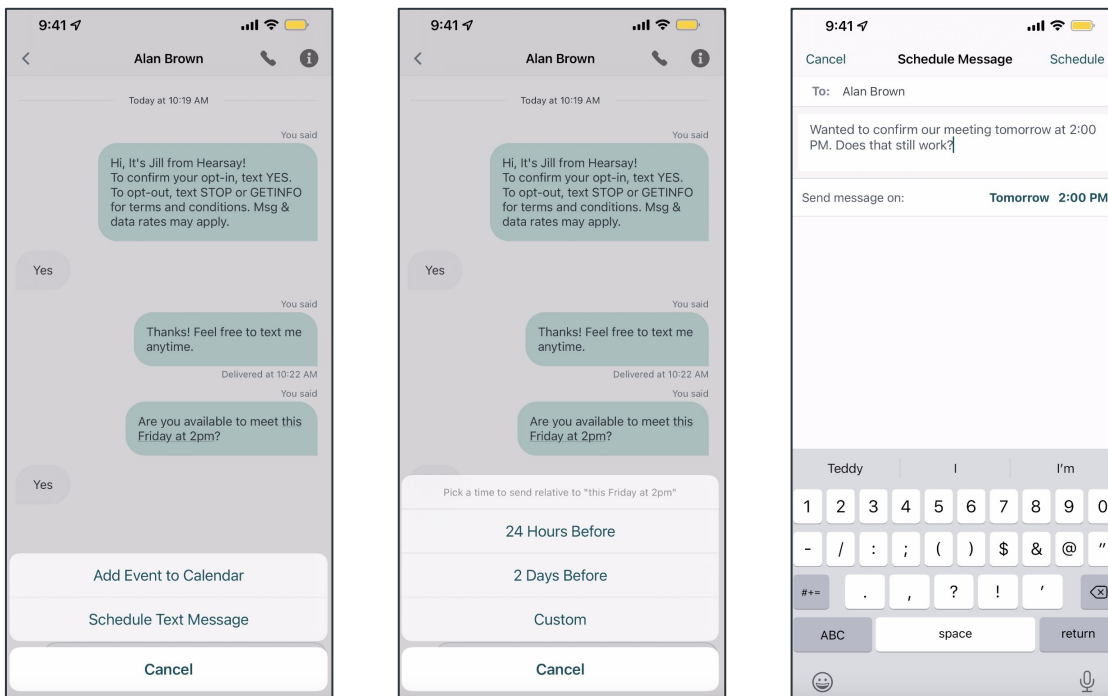 9:41
Alan Brown
Today at 10:19 AM
You said
Hi, It's Jill from Hearsay!
To confirm your opt-in, text YES.
To opt-out, text STOP or GETINFO
for terms and conditions. Msg &
data rates may apply.
Yes
You said
Thanks! Feel free to text me
anytime.
Delivered at 10:22 AM
You said
Are you available to meet this
Friday at 2pm?
Yes
Add Event to Calendar
Schedule Text Message
Cancel
9:41
Alan Brown
Today at 10:19 AM
You said
Hi, It's Jill from Hearsay!
To confirm your opt-in, text YES.
To opt-out, text STOP or GETINFO
for terms and conditions. Msg &
data rates may apply.
Yes
You said
Thanks! Feel free to text me
anytime.
Delivered at 10:22 AM
You said
Are you available to meet this
Friday at 2pm?
Pick a time to send relative to "this Friday at 2pm"
24 Hours Before
2 Days Before
Custom
Cancel
9:41
Cancel Schedule Message Schedule
To: Alan Brown
Wanted to confirm our meeting tomorrow at 2:00
PM. Does that still work?
Send message on: Tomorrow 2:00 PM
Teddy I I'm
1 2 3 4 5 6 7 8 9 0
- / : ; ( ) $ & @ "
#+= . , ? ! '
ABC space return